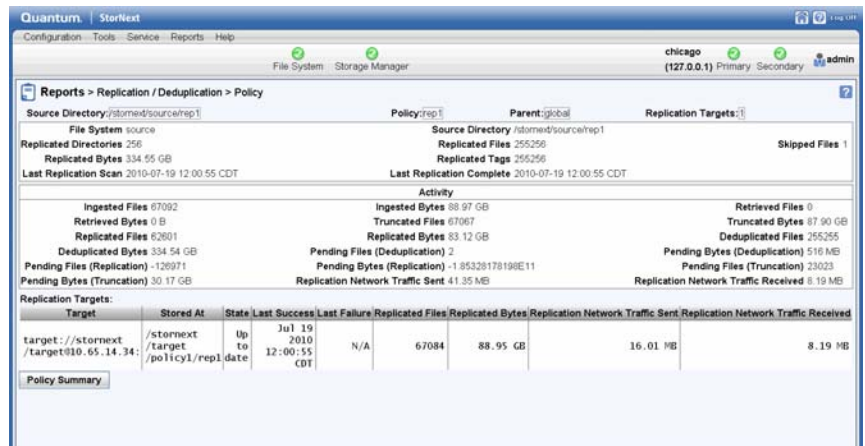 Quantum. StorNext
Log Off
Configuration Tools Service Reports Help
File System Storage Manager
chicago
(127.0.0.1) Primary Secondary
admin
Reports > Replication / Deduplication > Policy
Source Directory:/stornext/source/rep1 Policy:rep1 Parent:global Replication Targets:1
File System source Source Directory /stornext/source/rep1
Replicated Directories 256 Replicated Files 255256 Skipped Files 1
Replicated Bytes 334.55 GB Replicated Tags 255256
Last Replication Scan 2010-07-19 12:00:55 CDT Last Replication Complete 2010-07-19 12:00:55 CDT
Activity
Ingested Files 67092 Ingested Bytes 88.97 GB Retrieved Files 0
Retrieved Bytes 0 B Truncated Files 67067 Truncated Bytes 87.90 GB
Replicated Files 62601 Replicated Bytes 83.12 GB Deduplicated Files 255255
Deduplicated Bytes 334.54 GB Pending Files (Deduplication) 2 Pending Bytes (Deduplication) 516 MB
Pending Files (Replication) -126971 Pending Bytes (Replication) -1.85328178198E11 Pending Files (Truncation) 23023
Pending Bytes (Truncation) 30.17 GB Replication Network Traffic Sent 41.35 MB Replication Network Traffic Received 8.19 MB
Replication Targets:
Target Stored At State Last Success Last Failure Replicated Files Replicated Bytes Replication Network Traffic Sent Replication Network Traffic Received
target://stornext /target@10.65.14.34: /stornext /target /policy1/rep1 Up to date Jul 19 2010 12:00:55 CDT N/A 67084 88.95 GB 16.01 MB 8.19 MB
Policy Summary